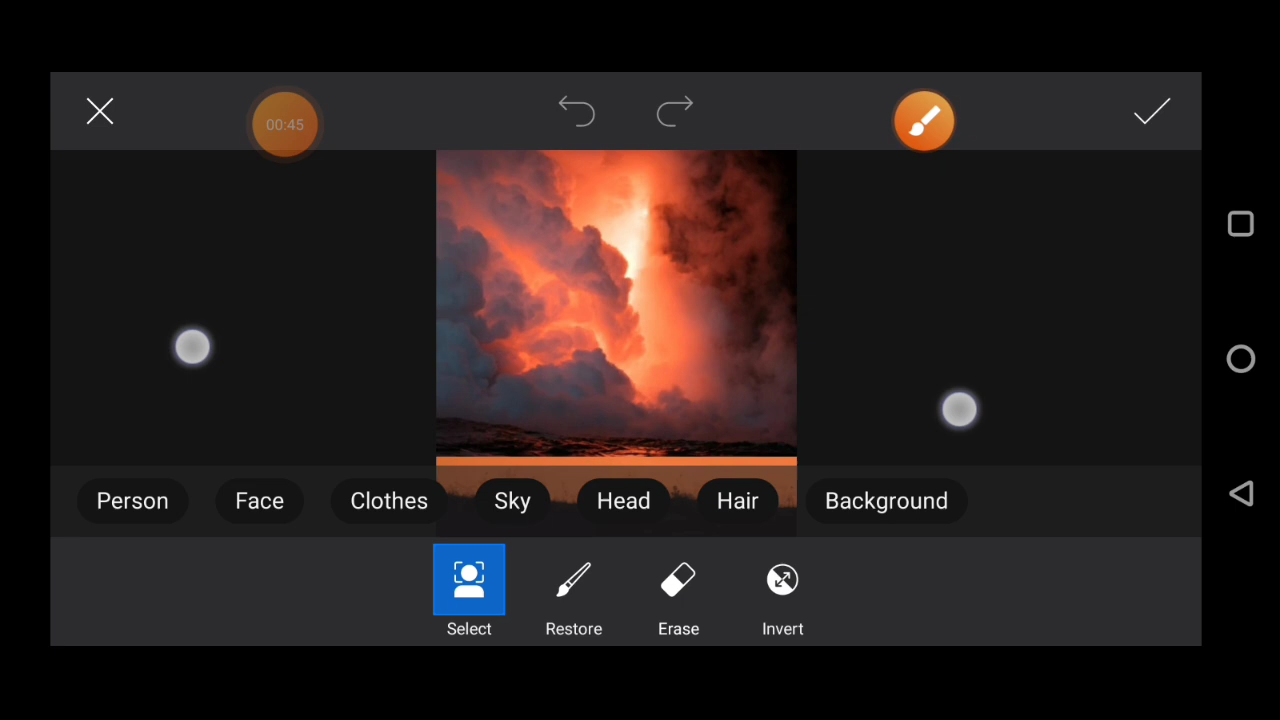 00:45
Person Face Clothes Sky Head Hair Background
Select Restore Erase Invert